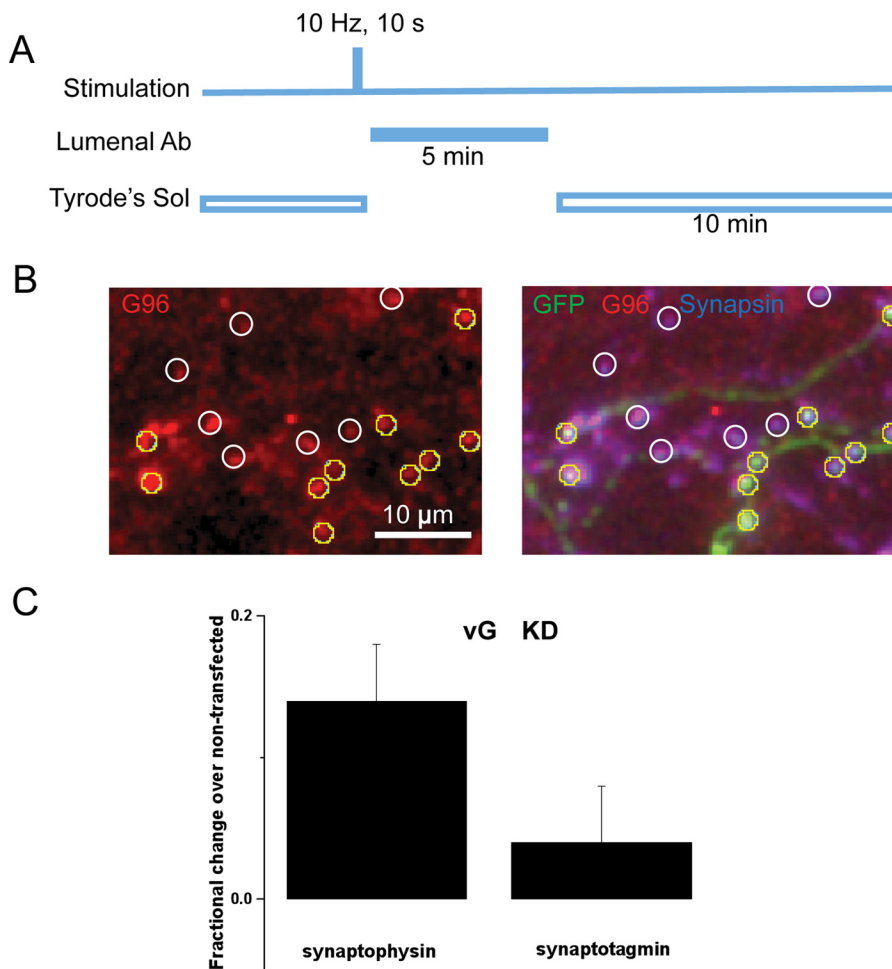 A
10 Hz, 10 s
Stimulation
Lumenal Ab
5 min
Tyrode's Sol
10 min
B
G96
GFP G96 Synapsin
10 µm
C
0.2
vG KD
Fractional change over non-transfected
0.0
synaptophysin
synaptotagmin